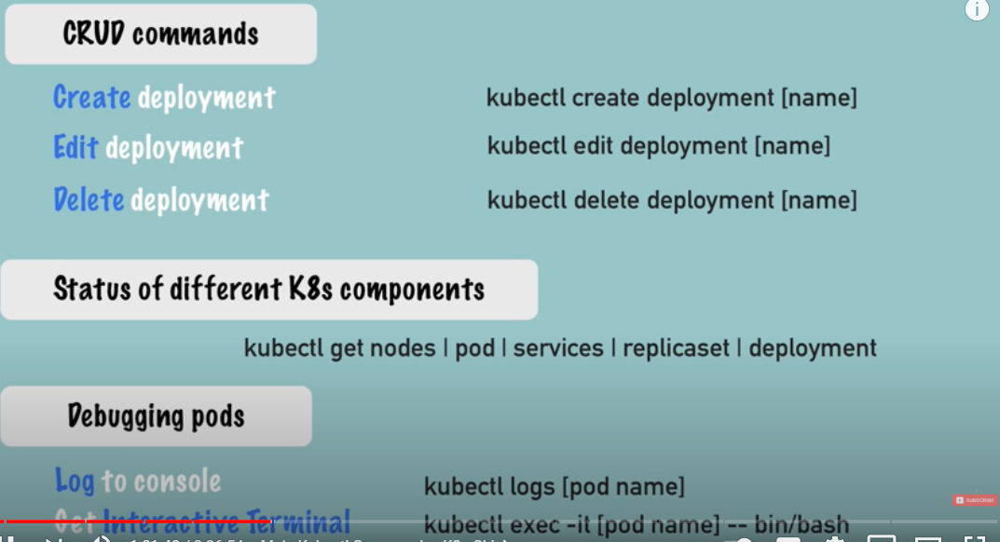 CRUD commands
Create deployment kubectl create deployment [name]
Edit deployment kubectl edit deployment [name]
Delete deployment kubectl delete deployment [name]
Status of different K8s components
kubectl get nodes | pod | services | replicaset | deployment
Debugging pods
Log to console kubectl logs [pod name]
Get Interactive Terminal kubectl exec -it [pod name] -- bin/bash
SUBSCRIBE